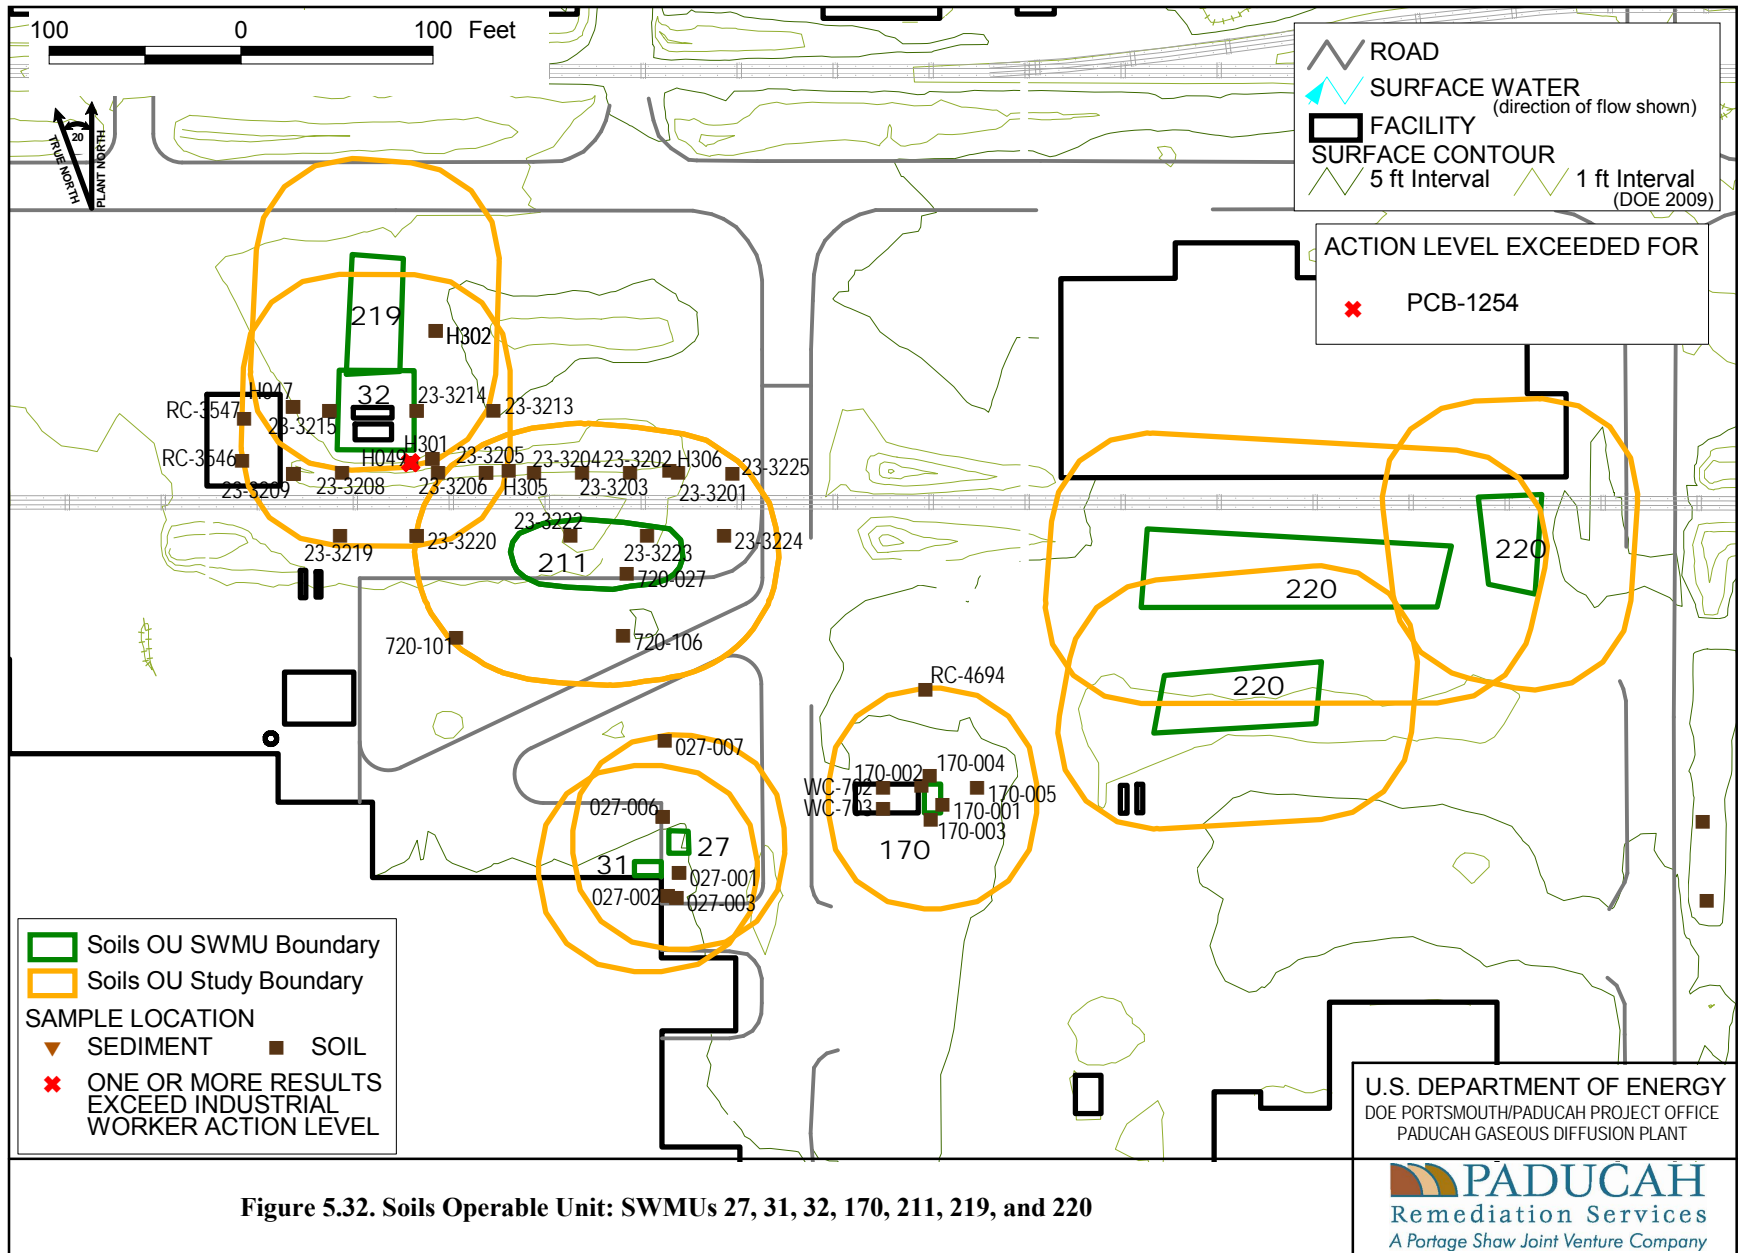 100 0 100 Feet
TRUE NORTH
20
PLANT NORTH
ROAD
SURFACE WATER
(direction of flow shown)
FACILITY
SURFACE CONTOUR
5 ft Interval 1 ft Interval
(DOE 2009)
ACTION LEVEL EXCEEDED FOR
PCB-1254
219
H302
32
H047
RC-3547
23-3215
23-3214
23-3213
RC-3546
H049
H301
23-3209
23-3208
23-3206
23-3205
H305
23-3204
23-3203
23-3202
H306
23-3201
23-3225
23-3219
23-3220
23-3222
211
23-3223
23-3224
720-027
720-101
720-106
220
220
220
RC-4694
027-007
027-006
27
31
027-001
027-002
027-003
170-002
170-004
WC-702
WC-703
170-005
170-001
170-003
170
Soils OU SWMU Boundary
Soils OU Study Boundary
SAMPLE LOCATION
SEDIMENT SOIL
ONE OR MORE RESULTS
EXCEED INDUSTRIAL
WORKER ACTION LEVEL
U.S. DEPARTMENT OF ENERGY
DOE PORTSMOUTH/PADUCAH PROJECT OFFICE
PADUCAH GASEOUS DIFFUSION PLANT
PADUCAH
Remediation Services
A Portage Shaw Joint Venture Company
Figure 5.32. Soils Operable Unit: SWMUs 27, 31, 32, 170, 211, 219, and 220